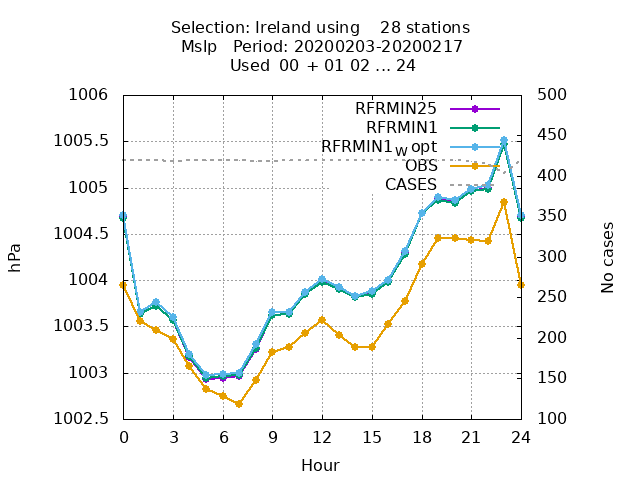 Selection: Ireland using    28 stations
Mslp   Period: 20200203-20200217
Used  00 + 01 02 ... 24
1006
1005.5
1005
1004.5
1004
1003.5
1003
1002.5
hPa
500
450
400
350
300
250
200
150
100
No cases
RFRMIN25
RFRMIN1
RFRMIN1w opt
OBS
CASES
0 3 6 9 12 15 18 21 24
Hour